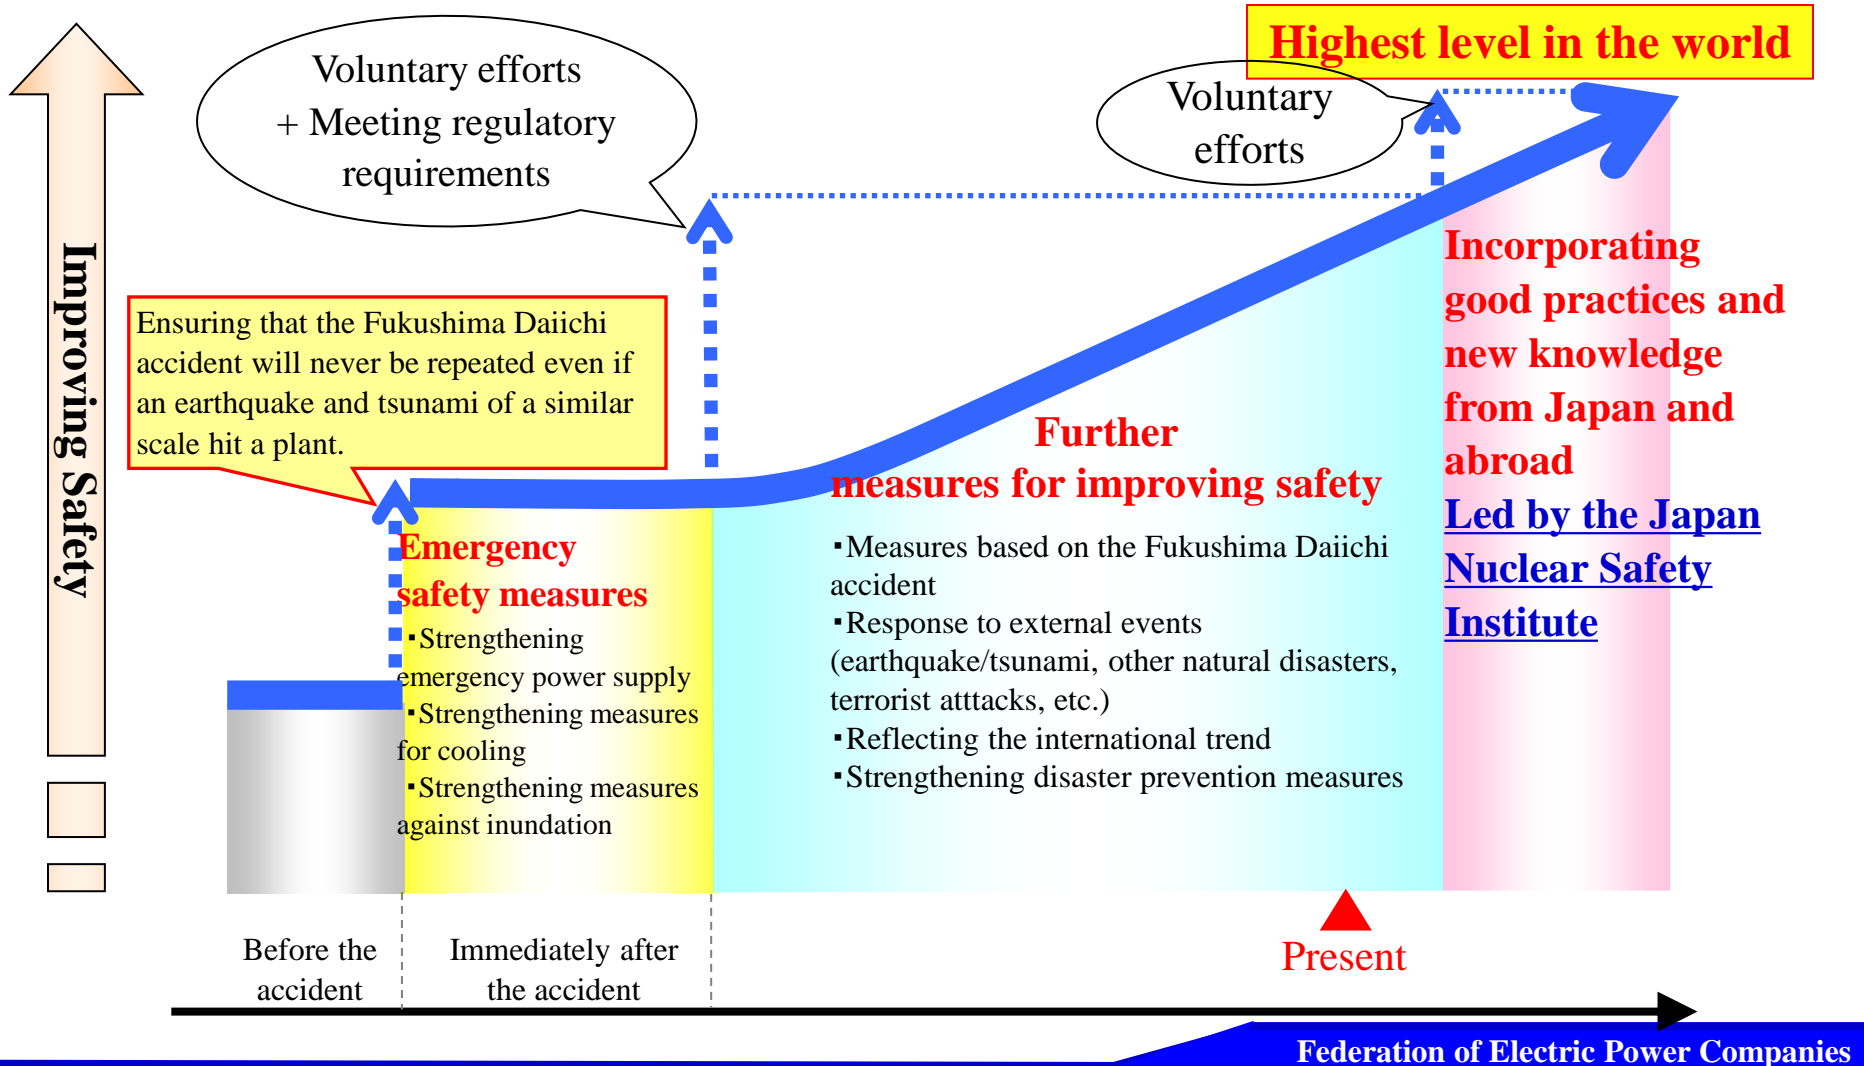 Highest level in the world
Voluntary efforts
+ Meeting regulatory
requirements
Voluntary
efforts
Improving Safety
Ensuring that the Fukushima Daiichi
accident will never be repeated even if
an earthquake and tsunami of a similar
scale hit a plant.
Emergency
safety measures
▪Strengthening
emergency power supply
▪Strengthening measures
for cooling
▪Strengthening measures
against inundation
Further
measures for improving safety
▪Measures based on the Fukushima Daiichi
accident
▪Response to external events
(earthquake/tsunami, other natural disasters,
terrorist atttacks, etc.)
▪Reflecting the international trend
▪Strengthening disaster prevention measures
Incorporating
good practices and
new knowledge
from Japan and
abroad
Led by the Japan
Nuclear Safety
Institute
Before the
accident
Immediately after
the accident
Present
Federation of Electric Power Companies